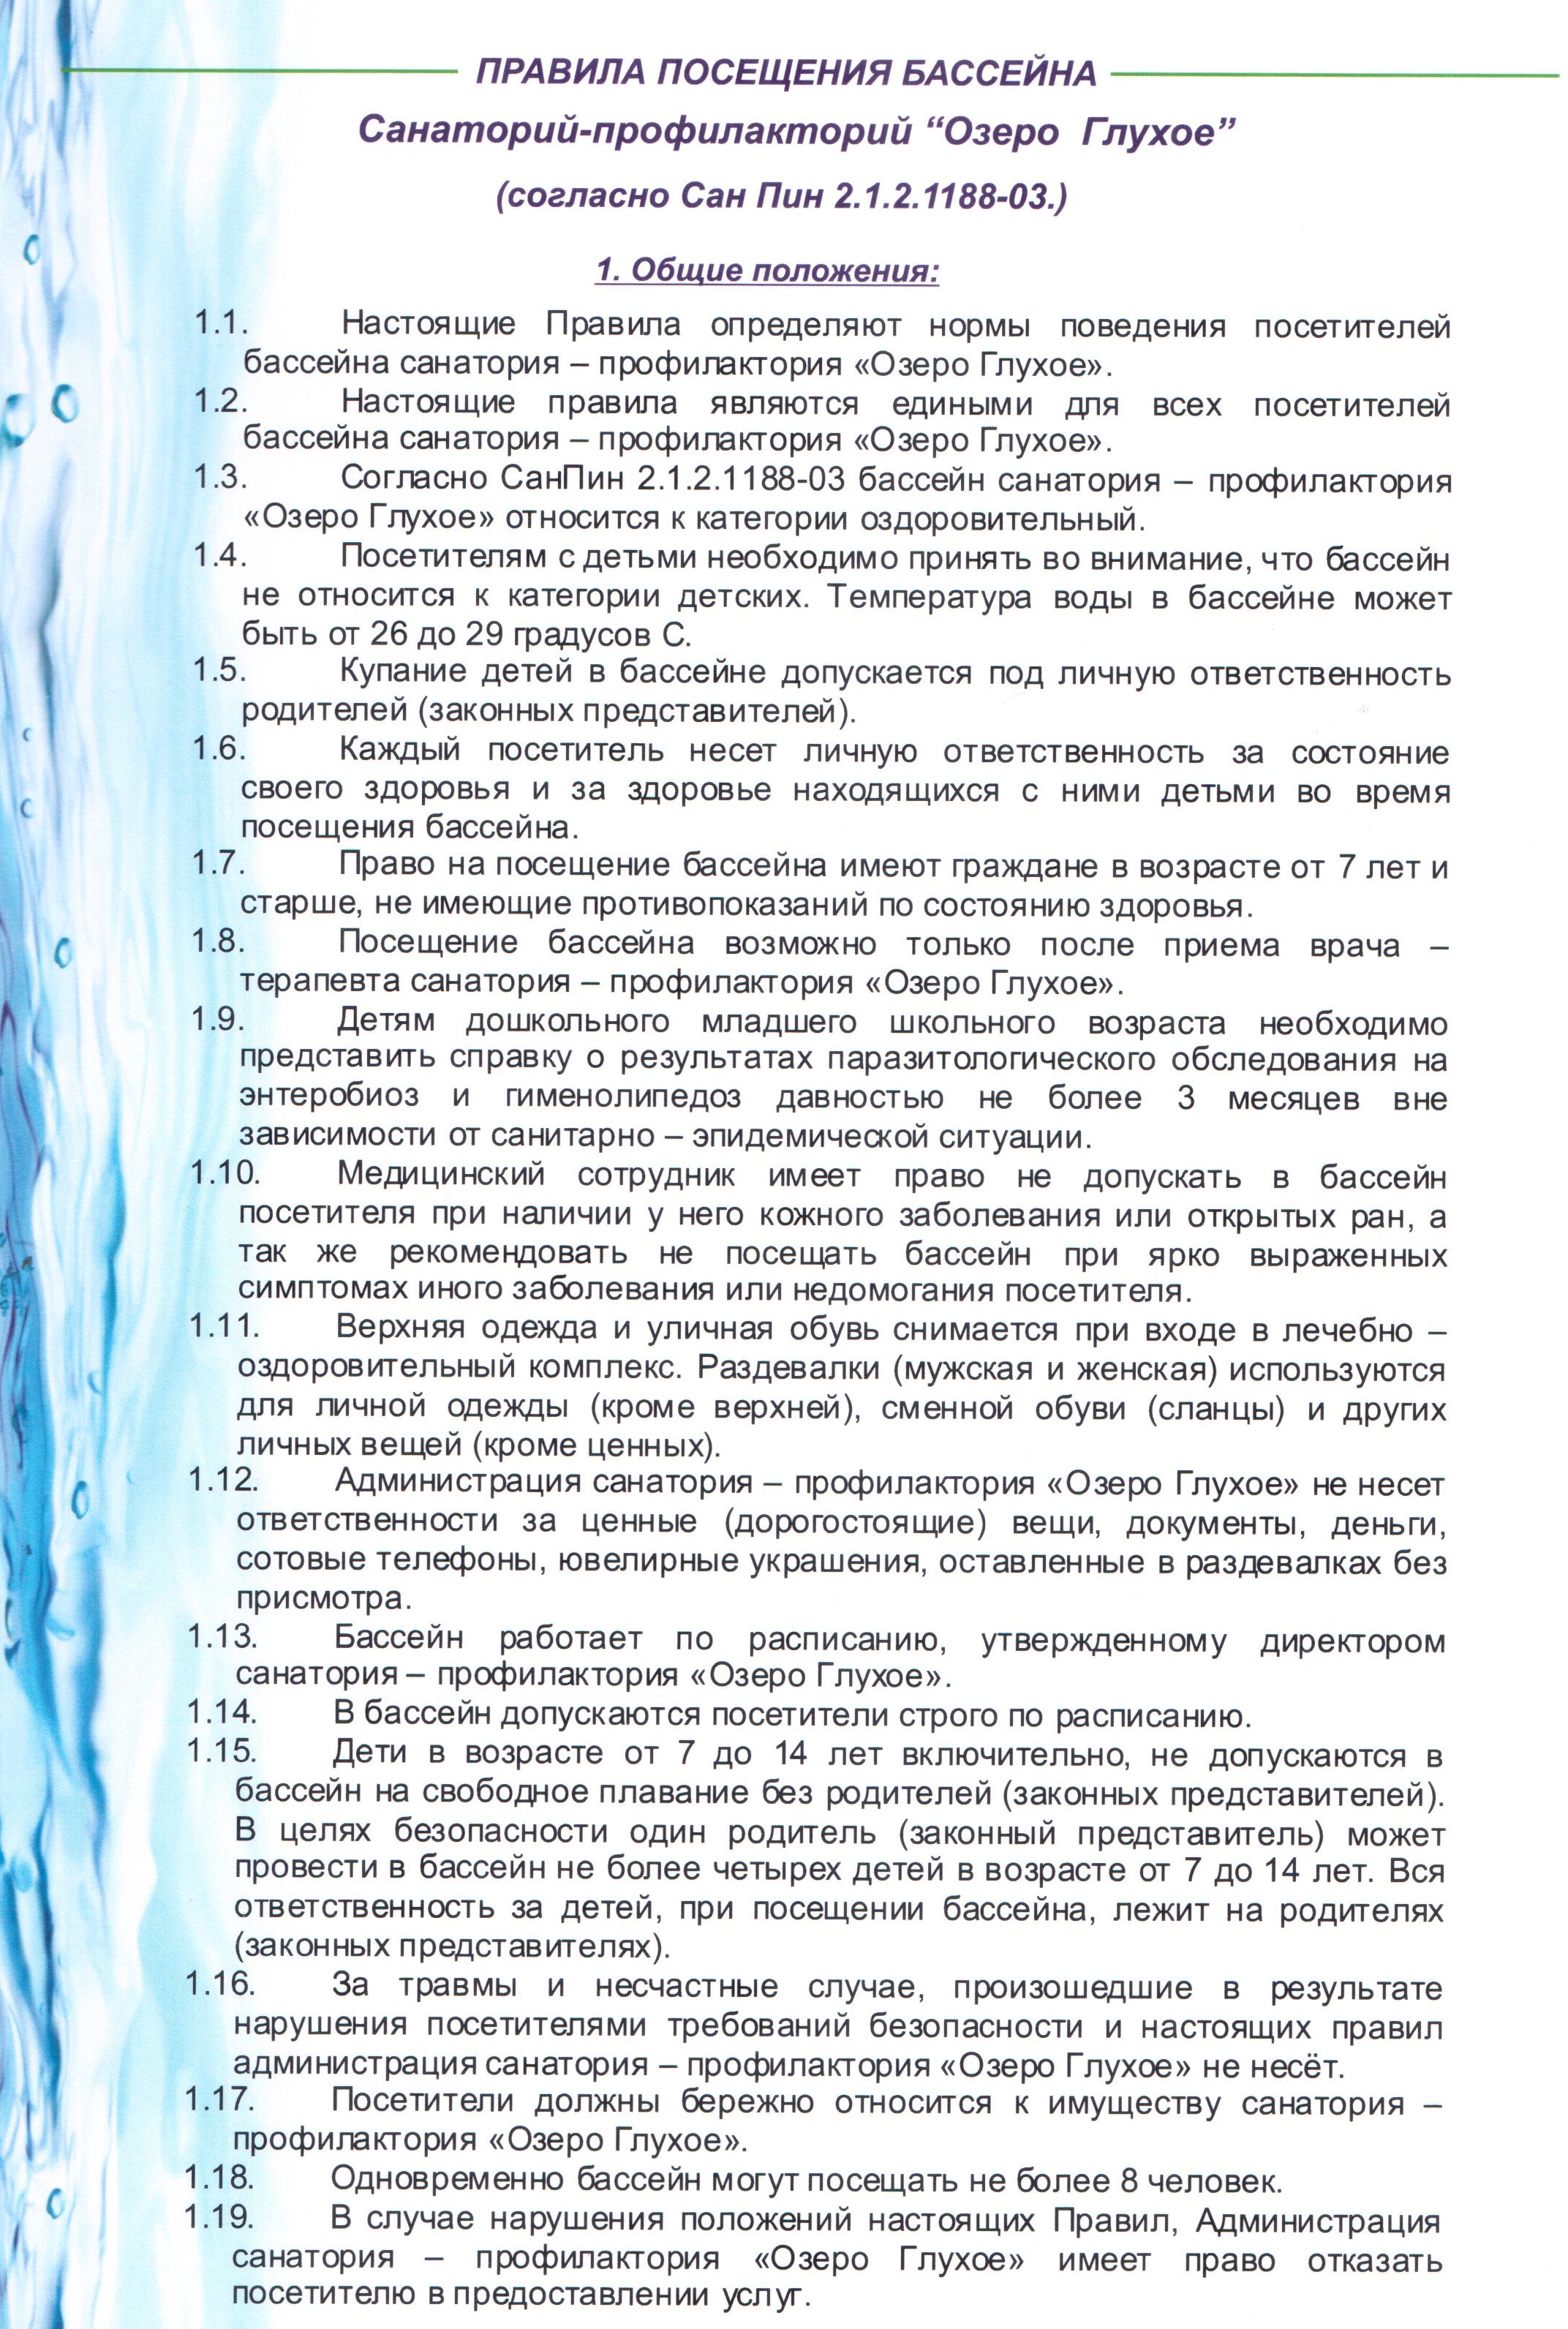 ПРАВИЛА ПОСЕЩЕНИЯ БАССЕЙНА
Санаторий-профилакторий “Озеро Глухое”
(согласно Сан Пин 2.1.2.1188-03.)
1. Общие положения:
1.1. Настоящие Правила определяют нормы поведения посетителей
бассейна санатория – профилактория «Озеро Глухое».
1.2. Настоящие правила являются едиными для всех посетителей
бассейна санатория – профилактория «Озеро Глухое».
1.3. Согласно СанПин 2.1.2.1188-03 бассейн санатория – профилактория
«Озеро Глухое» относится к категории оздоровительный.
1.4. Посетителям с детьми необходимо принять во внимание, что бассейн
не относится к категории детских. Температура воды в бассейне может
быть от 26 до 29 градусов С.
1.5. Купание детей в бассейне допускается под личную ответственность
родителей (законных представителей).
1.6. Каждый посетитель несет личную ответственность за состояние
своего здоровья и за здоровье находящихся с ними детьми во время
посещения бассейна.
1.7. Право на посещение бассейна имеют граждане в возрасте от 7 лет и
старше, не имеющие противопоказаний по состоянию здоровья.
1.8. Посещение бассейна возможно только после приема врача –
терапевта санатория – профилактория «Озеро Глухое».
1.9. Детям дошкольного младшего школьного возраста необходимо
представить справку о результатах паразитологического обследования на
энтеробиоз и гименолипедоз давностью не более 3 месяцев вне
зависимости от санитарно – эпидемической ситуации.
1.10. Медицинский сотрудник имеет право не допускать в бассейн
посетителя при наличии у него кожного заболевания или открытых ран, а
так же рекомендовать не посещать бассейн при ярко выраженных
симптомах иного заболевания или недомогания посетителя.
1.11. Верхняя одежда и уличная обувь снимается при входе в лечебно –
оздоровительный комплекс. Раздевалки (мужская и женская) используются
для личной одежды (кроме верхней), сменной обуви (сланцы) и других
личных вещей (кроме ценных).
1.12. Администрация санатория – профилактория «Озеро Глухое» не несет
ответственности за ценные (дорогостоящие) вещи, документы, деньги,
сотовые телефоны, ювелирные украшения, оставленные в раздевалках без
присмотра.
1.13. Бассейн работает по расписанию, утвержденному директором
санатория – профилактория «Озеро Глухое».
1.14. В бассейн допускаются посетители строго по расписанию.
1.15. Дети в возрасте от 7 до 14 лет включительно, не допускаются в
бассейн на свободное плавание без родителей (законных представителей).
В целях безопасности один родитель (законный представитель) может
провести в бассейн не более четырех детей в возрасте от 7 до 14 лет. Вся
ответственность за детей, при посещении бассейна, лежит на родителях
(законных представителях).
1.16. За травмы и несчастные случае, произошедшие в результате
нарушения посетителями требований безопасности и настоящих правил
администрация санатория – профилактория «Озеро Глухое» не несёт.
1.17. Посетители должны бережно относится к имуществу санатория –
профилактория «Озеро Глухое».
1.18. Одновременно бассейн могут посещать не более 8 человек.
1.19. В случае нарушения положений настоящих Правил, Администрация
санатория – профилактория «Озеро Глухое» имеет право отказать
посетителю в предоставлении услуг.